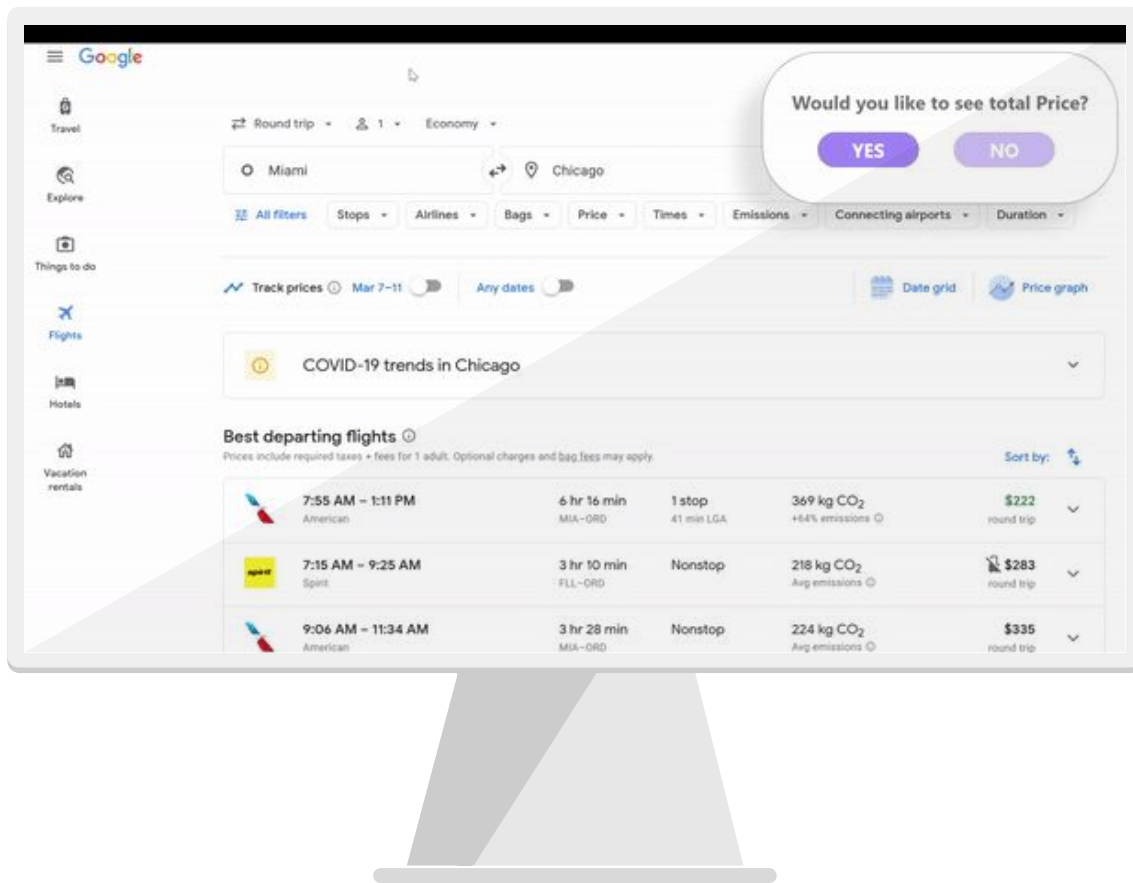 Google
Would you like to see total Price?
YES NO
Travel
Explore
Things to do
Flights
Hotels
Vacation
rentals
Round trip 1 Economy
Miami Chicago
All filters Stops Airlines Bags Price Times Emissions Connecting airports Duration
Track prices Mar 7–11 Any dates Date grid Price graph
COVID-19 trends in Chicago
Best departing flights
Prices include required taxes + fees for 1 adult. Optional charges and bag fees may apply.
Sort by:
7:55 AM – 1:11 PM 6 hr 16 min 1 stop 369 kg CO2 $222
American MIA–ORD 41 min LGA +64% emissions round trip
7:15 AM – 9:25 AM 3 hr 10 min Nonstop 218 kg CO2 $283
spirit Spirit FLL–ORD Avg emissions round trip
9:06 AM – 11:34 AM 3 hr 28 min Nonstop 224 kg CO2 $335
American MIA–ORD Avg emissions round trip